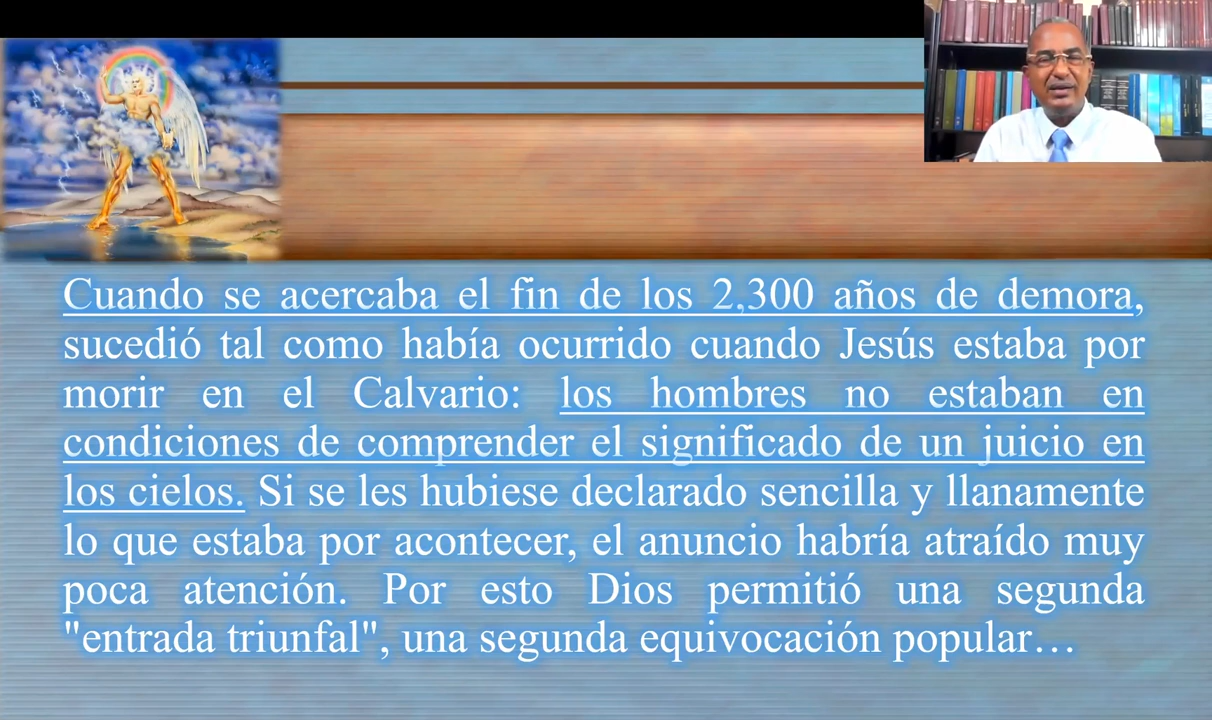 Cuando se acercaba el fin de los 2,300 años de demora,
sucedió tal como había ocurrido cuando Jesús estaba por
morir en el Calvario: los hombres no estaban en
condiciones de comprender el significado de un juicio en
los cielos. Si se les hubiese declarado sencilla y llanamente
lo que estaba por acontecer, el anuncio habría atraído muy
poca atención. Por esto Dios permitió una segunda
"entrada triunfal", una segunda equivocación popular…